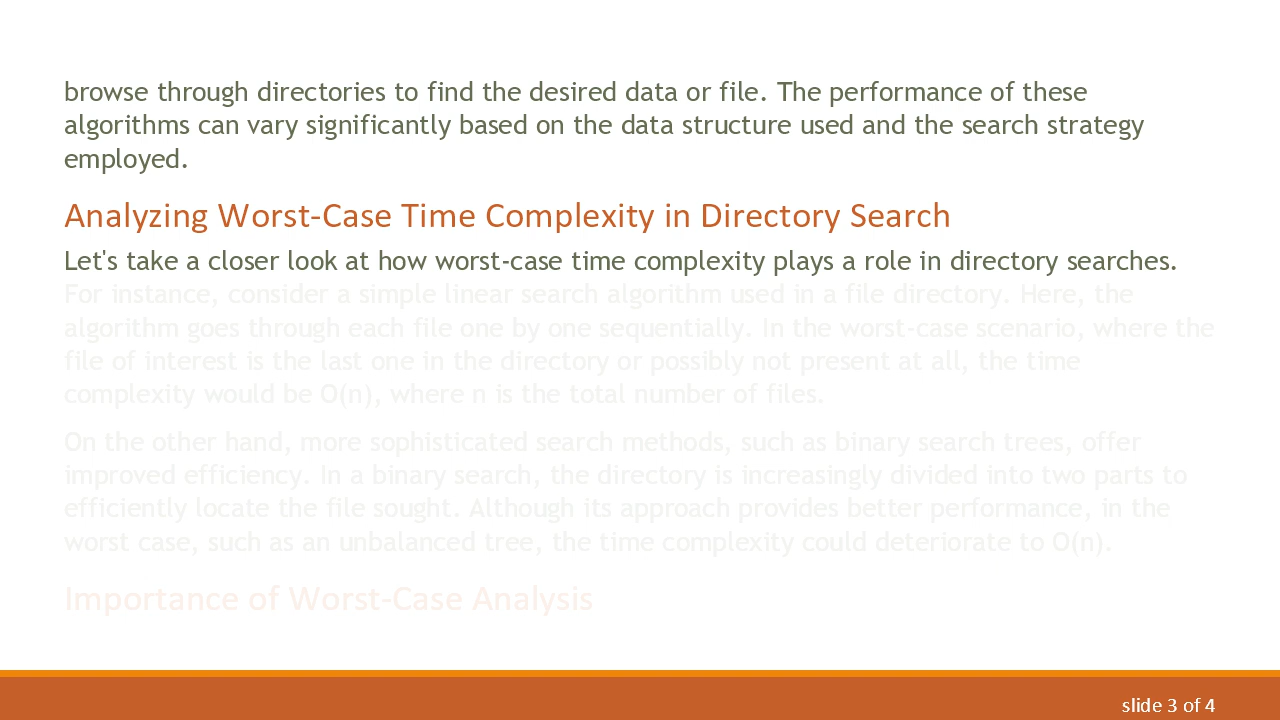 browse through directories to find the desired data or file. The performance of these
algorithms can vary significantly based on the data structure used and the search strategy
employed.
Analyzing Worst-Case Time Complexity in Directory Search
Let's take a closer look at how worst-case time complexity plays a role in directory searches.
For instance, consider a simple linear search algorithm used in a file directory. Here, the
algorithm goes through each file one by one sequentially. In the worst-case scenario, where the
file of interest is the last one in the directory or possibly not present at all, the time
complexity would be O(n), where n is the total number of files.
On the other hand, more sophisticated search methods, such as binary search trees, offer
improved efficiency. In a binary search, the directory is increasingly divided into two parts to
efficiently locate the file sought. Although its approach provides better performance, in the
worst case, such as an unbalanced tree, the time complexity could deteriorate to O(n).
Importance of Worst-Case Analysis
slide 3 of 4